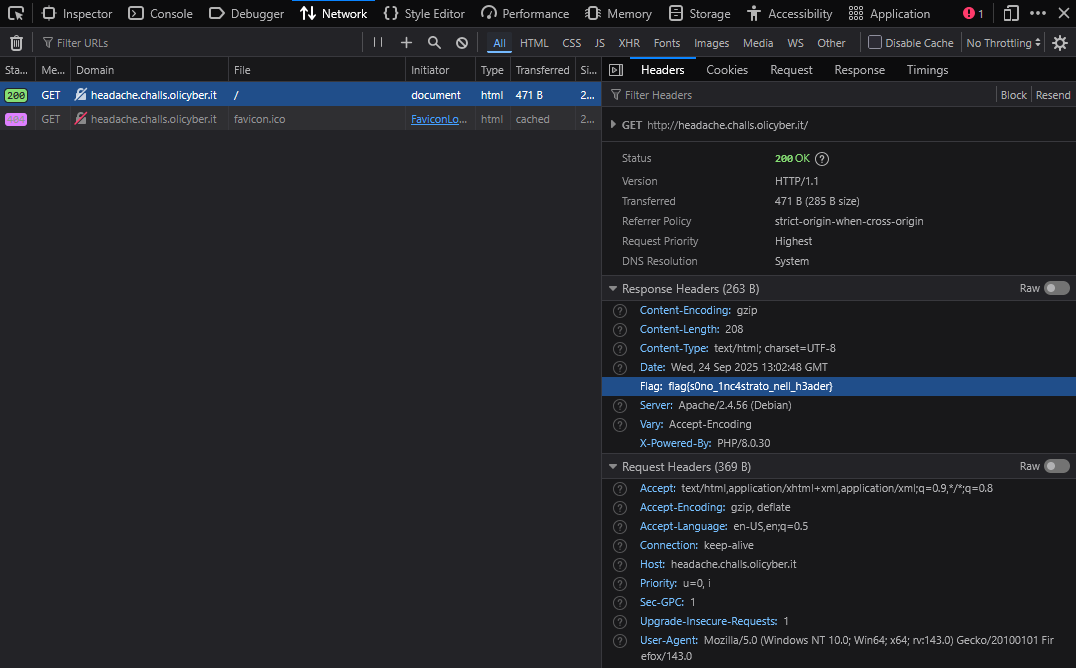 Inspector Console Debugger Network Style Editor Performance Memory Storage Accessibility Application 1
Filter URLs All HTML CSS JS XHR Fonts Images Media WS Other Disable Cache No Throttling
Sta... Me... Domain File Initiator Type Transferred Si...
200 GET headache.challs.olicyber.it / document html 471 B 2...
404 GET headache.challs.olicyber.it favicon.ico FaviconLo... html cached 2...
Headers Cookies Request Response Timings
Filter Headers Block Resend
GET http://headache.challs.olicyber.it/
Status 200 OK ?
Version HTTP/1.1
Transferred 471 B (285 B size)
Referrer Policy strict-origin-when-cross-origin
Request Priority Highest
DNS Resolution System
Response Headers (263 B) Raw
? Content-Encoding: gzip
? Content-Length: 208
? Content-Type: text/html; charset=UTF-8
? Date: Wed, 24 Sep 2025 13:02:48 GMT
Flag: flag{s0no_1nc4strato_nell_h3ader}
? Server: Apache/2.4.56 (Debian)
? Vary: Accept-Encoding
X-Powered-By: PHP/8.0.30
Request Headers (369 B) Raw
? Accept: text/html,application/xhtml+xml,application/xml;q=0.9,*/*;q=0.8
? Accept-Encoding: gzip, deflate
? Accept-Language: en-US,en;q=0.5
? Connection: keep-alive
? Host: headache.challs.olicyber.it
? Priority: u=0, i
? Sec-GPC: 1
? Upgrade-Insecure-Requests: 1
? User-Agent: Mozilla/5.0 (Windows NT 10.0; Win64; x64; rv:143.0) Gecko/20100101 Fir
efox/143.0